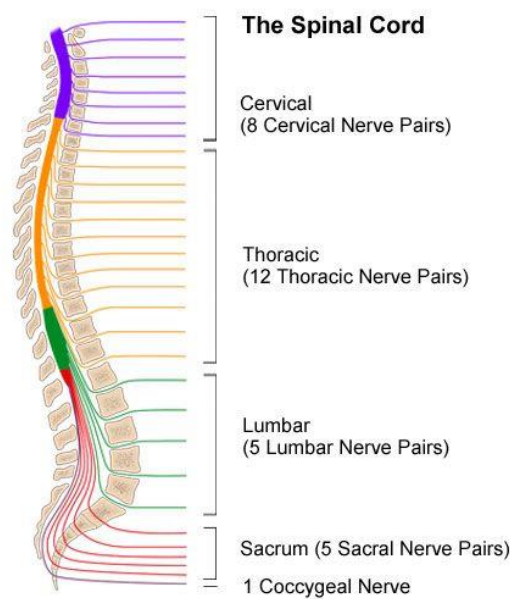 The Spinal Cord
Cervical
(8 Cervical Nerve Pairs)
Thoracic
(12 Thoracic Nerve Pairs)
Lumbar
(5 Lumbar Nerve Pairs)
Sacrum (5 Sacral Nerve Pairs)
1 Coccygeal Nerve